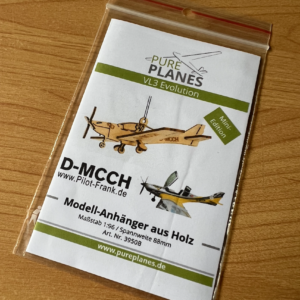 PURE
PLANES
VL3 Evolution
Mini-
Edition
D-MCCH
www.Pilot-Frank.de
Modell-Anhänger aus Holz
Maßstab 1:96 / Spannweite 88mm
Art. Nr. 39508
www.pureplanes.de